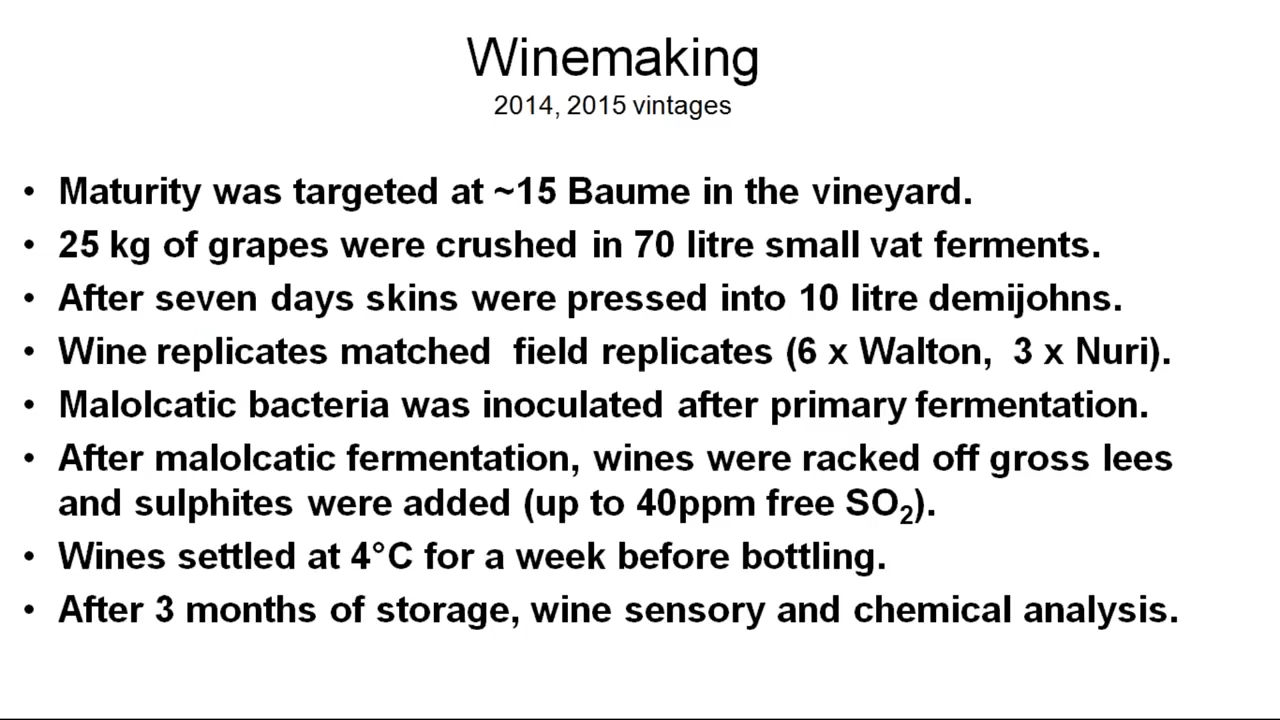 Winemaking
2014, 2015 vintages
• Maturity was targeted at ~15 Baume in the vineyard.
• 25 kg of grapes were crushed in 70 litre small vat ferments.
• After seven days skins were pressed into 10 litre demijohns.
• Wine replicates matched  field replicates (6 x Walton,  3 x Nuri).
• Malolcatic bacteria was inoculated after primary fermentation.
• After malolcatic fermentation, wines were racked off gross lees
and sulphites were added (up to 40ppm free SO₂).
• Wines settled at 4°C for a week before bottling.
• After 3 months of storage, wine sensory and chemical analysis.